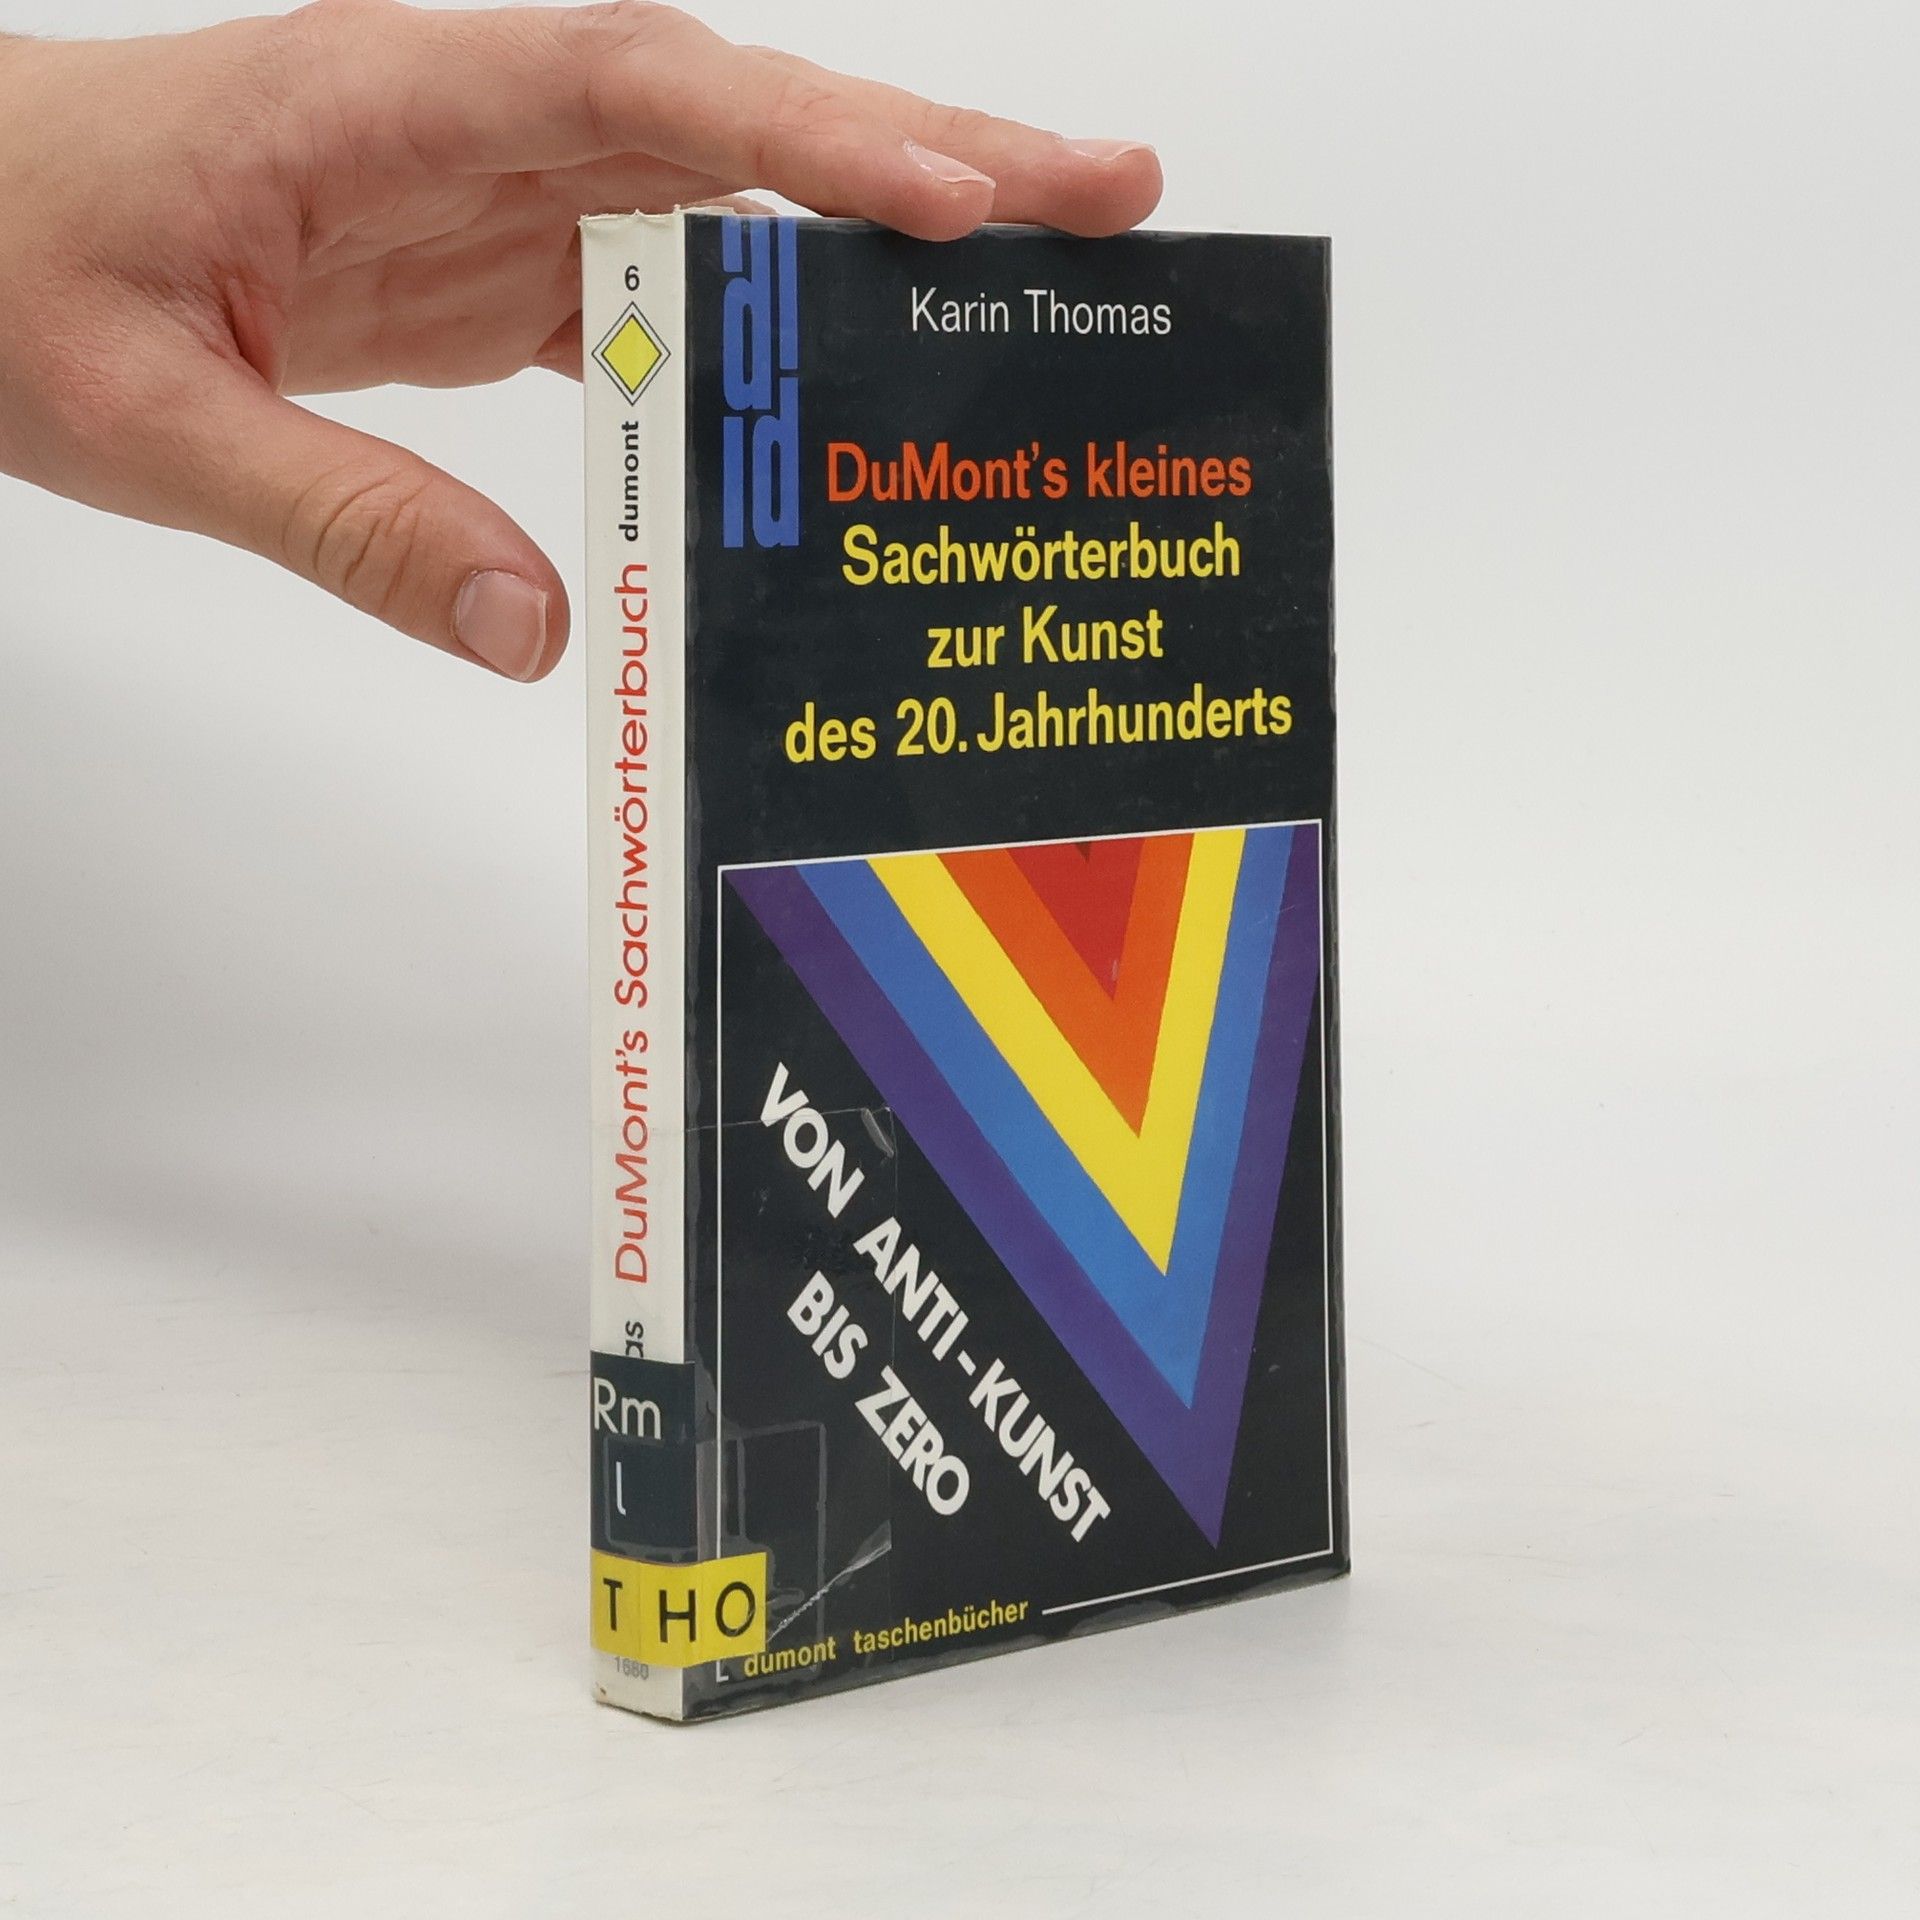 6
dumont
DuMont's Sachwörterbuch
as
Rm
l
THO
1680
Karin Thomas
DuMont's kleines
Sachwörterbuch
zur Kunst
des 20. Jahrhunderts
VON ANTI-KUNST
BIS ZERO
dumont taschenbücher